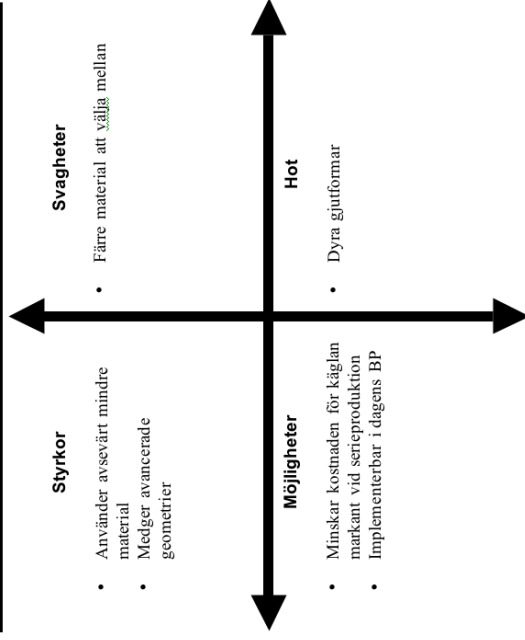 Styrkor
• Använder avsevärt mindre
material
• Medger avancerade
geometrier
Svagheter
• Färre material att välja mellan
Möjligheter
• Minskar kostnaden för käglan
markant vid serieproduktion
• Implementerbar i dagens BP
Hot
• Dyra gjutformar